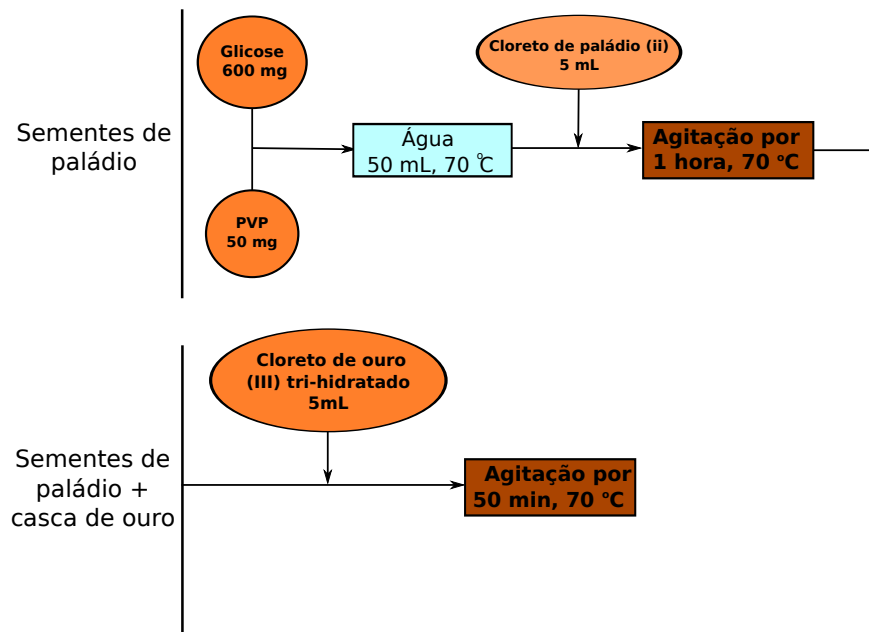 Sementes de
paládio
Glicose
600 mg
PVP
50 mg
Água
50 mL, 70 ℃
Cloreto de paládio (ii)
5 mL
Agitação por
1 hora, 70 ℃
Sementes de
paládio +
casca de ouro
Cloreto de ouro
(III) tri-hidratado
5mL
Agitação por
50 min, 70 ℃